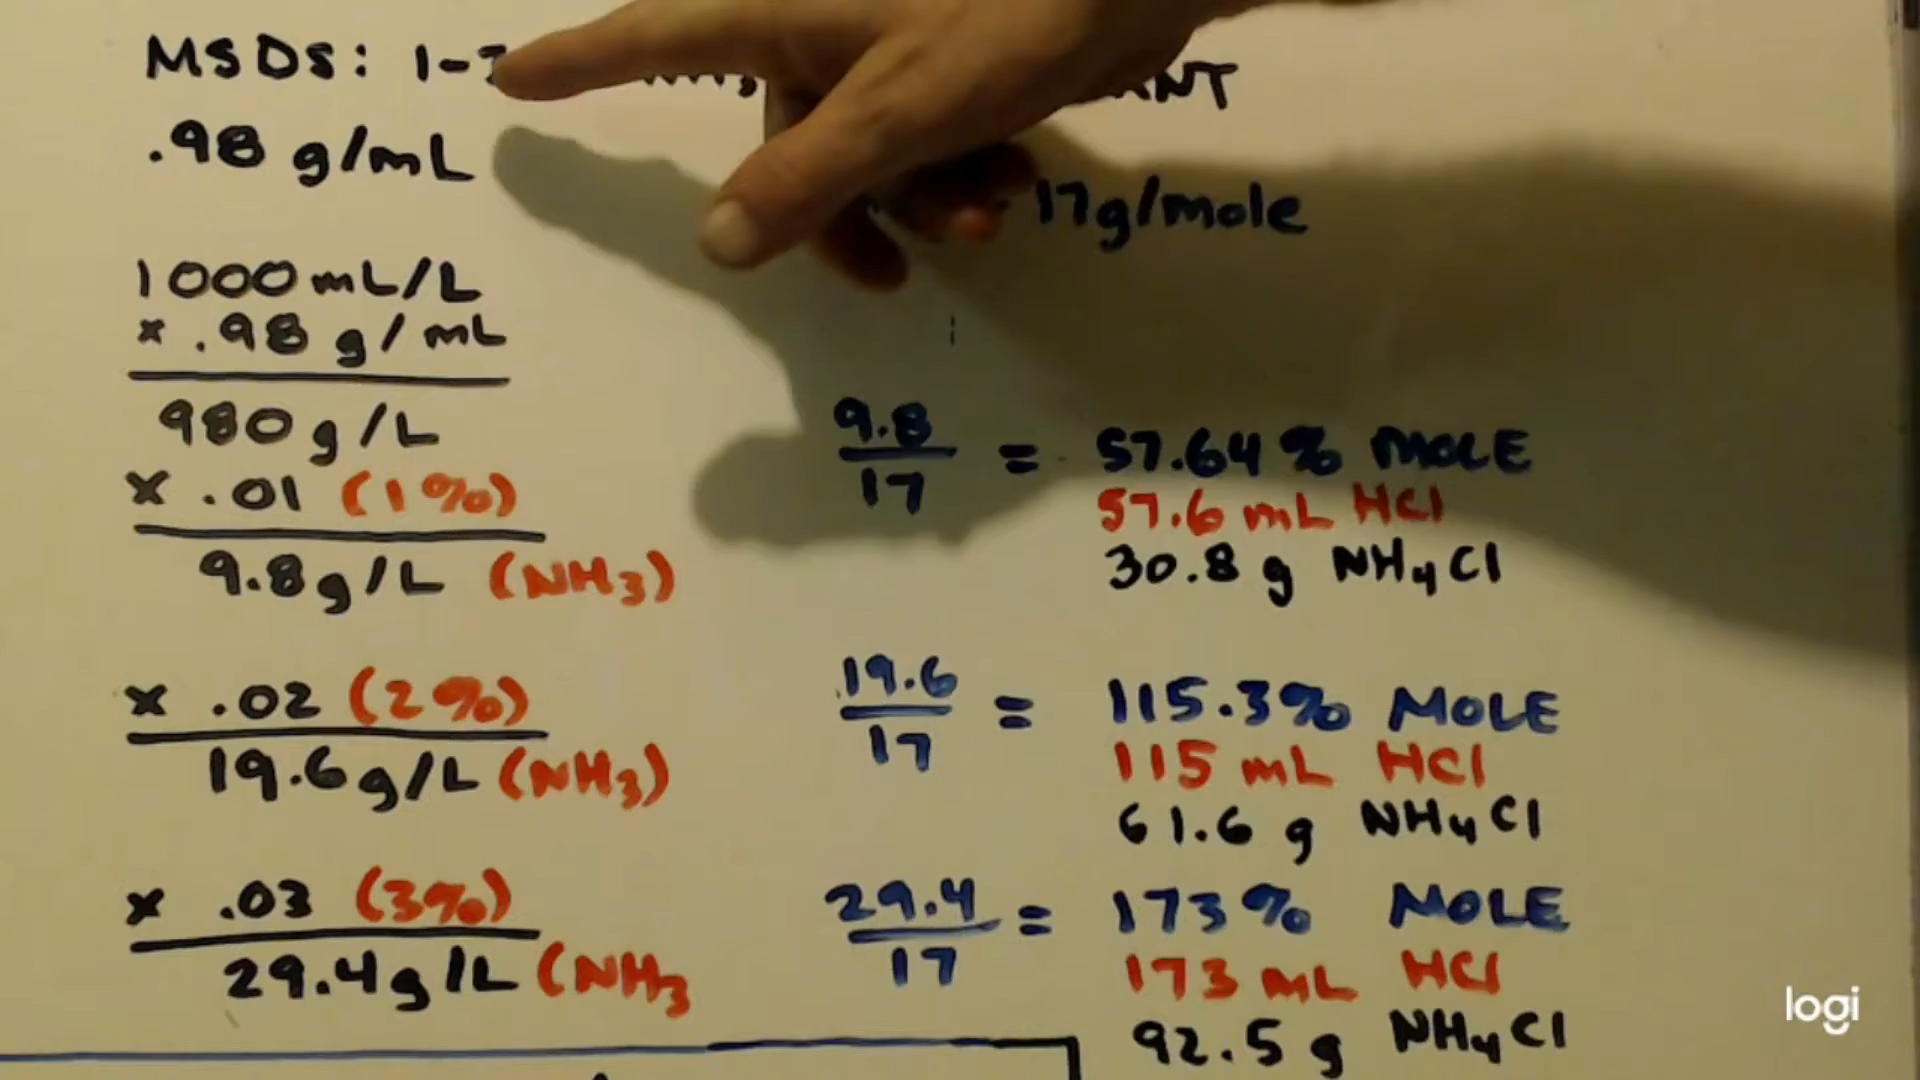 MSDS: 1-
.98 g/mL
17g/mole
1000 mL/L
x .98 g/mL
980 g/L
x .01 (1%)
9.8 g/L (NH3)
9.8
17
= 57.64% MOLE
57.6 mL HCl
30.8 g NH4Cl
x .02 (2%)
19.6 g/L (NH3)
19.6
17
= 115.3% MOLE
115 mL HCl
61.6 g NH4Cl
x .03 (3%)
29.4 g/L (NH3
29.4
17
= 173% MOLE
173 mL HCl
92.5 g NH4Cl
logi